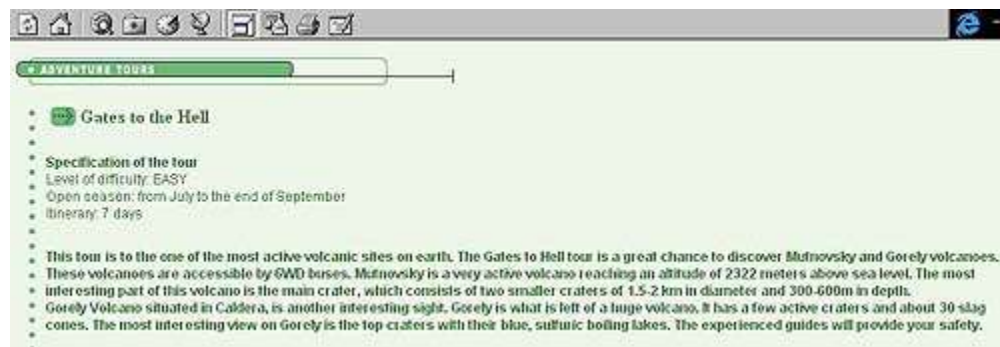 ADVENTURE TOURS
Gates to the Hell
Specification of the tour
Level of difficulty: EASY
Open season: from July to the end of September
Itinerary: 7 days
This tour is to the one of the most active volcanic sites on earth. The Gates to Hell tour is a great chance to discover Mutnovsky and Gorely volcanoes.
These volcanoes are accessible by 6WD buses. Mutnovsky is a very active volcano reaching an altitude of 2322 meters above sea level. The most
interesting part of this volcano is the main crater, which consists of two smaller craters of 1.5-2 km in diameter and 300-600m in depth.
Gorely Volcano situated in Caldera, is another interesting sight. Gorely is what is left of a huge volcano. It has a few active craters and about 30 slag
cones. The most interesting view on Gorely is the top craters with their blue, sulfuric boiling lakes. The experienced guides will provide your safety.